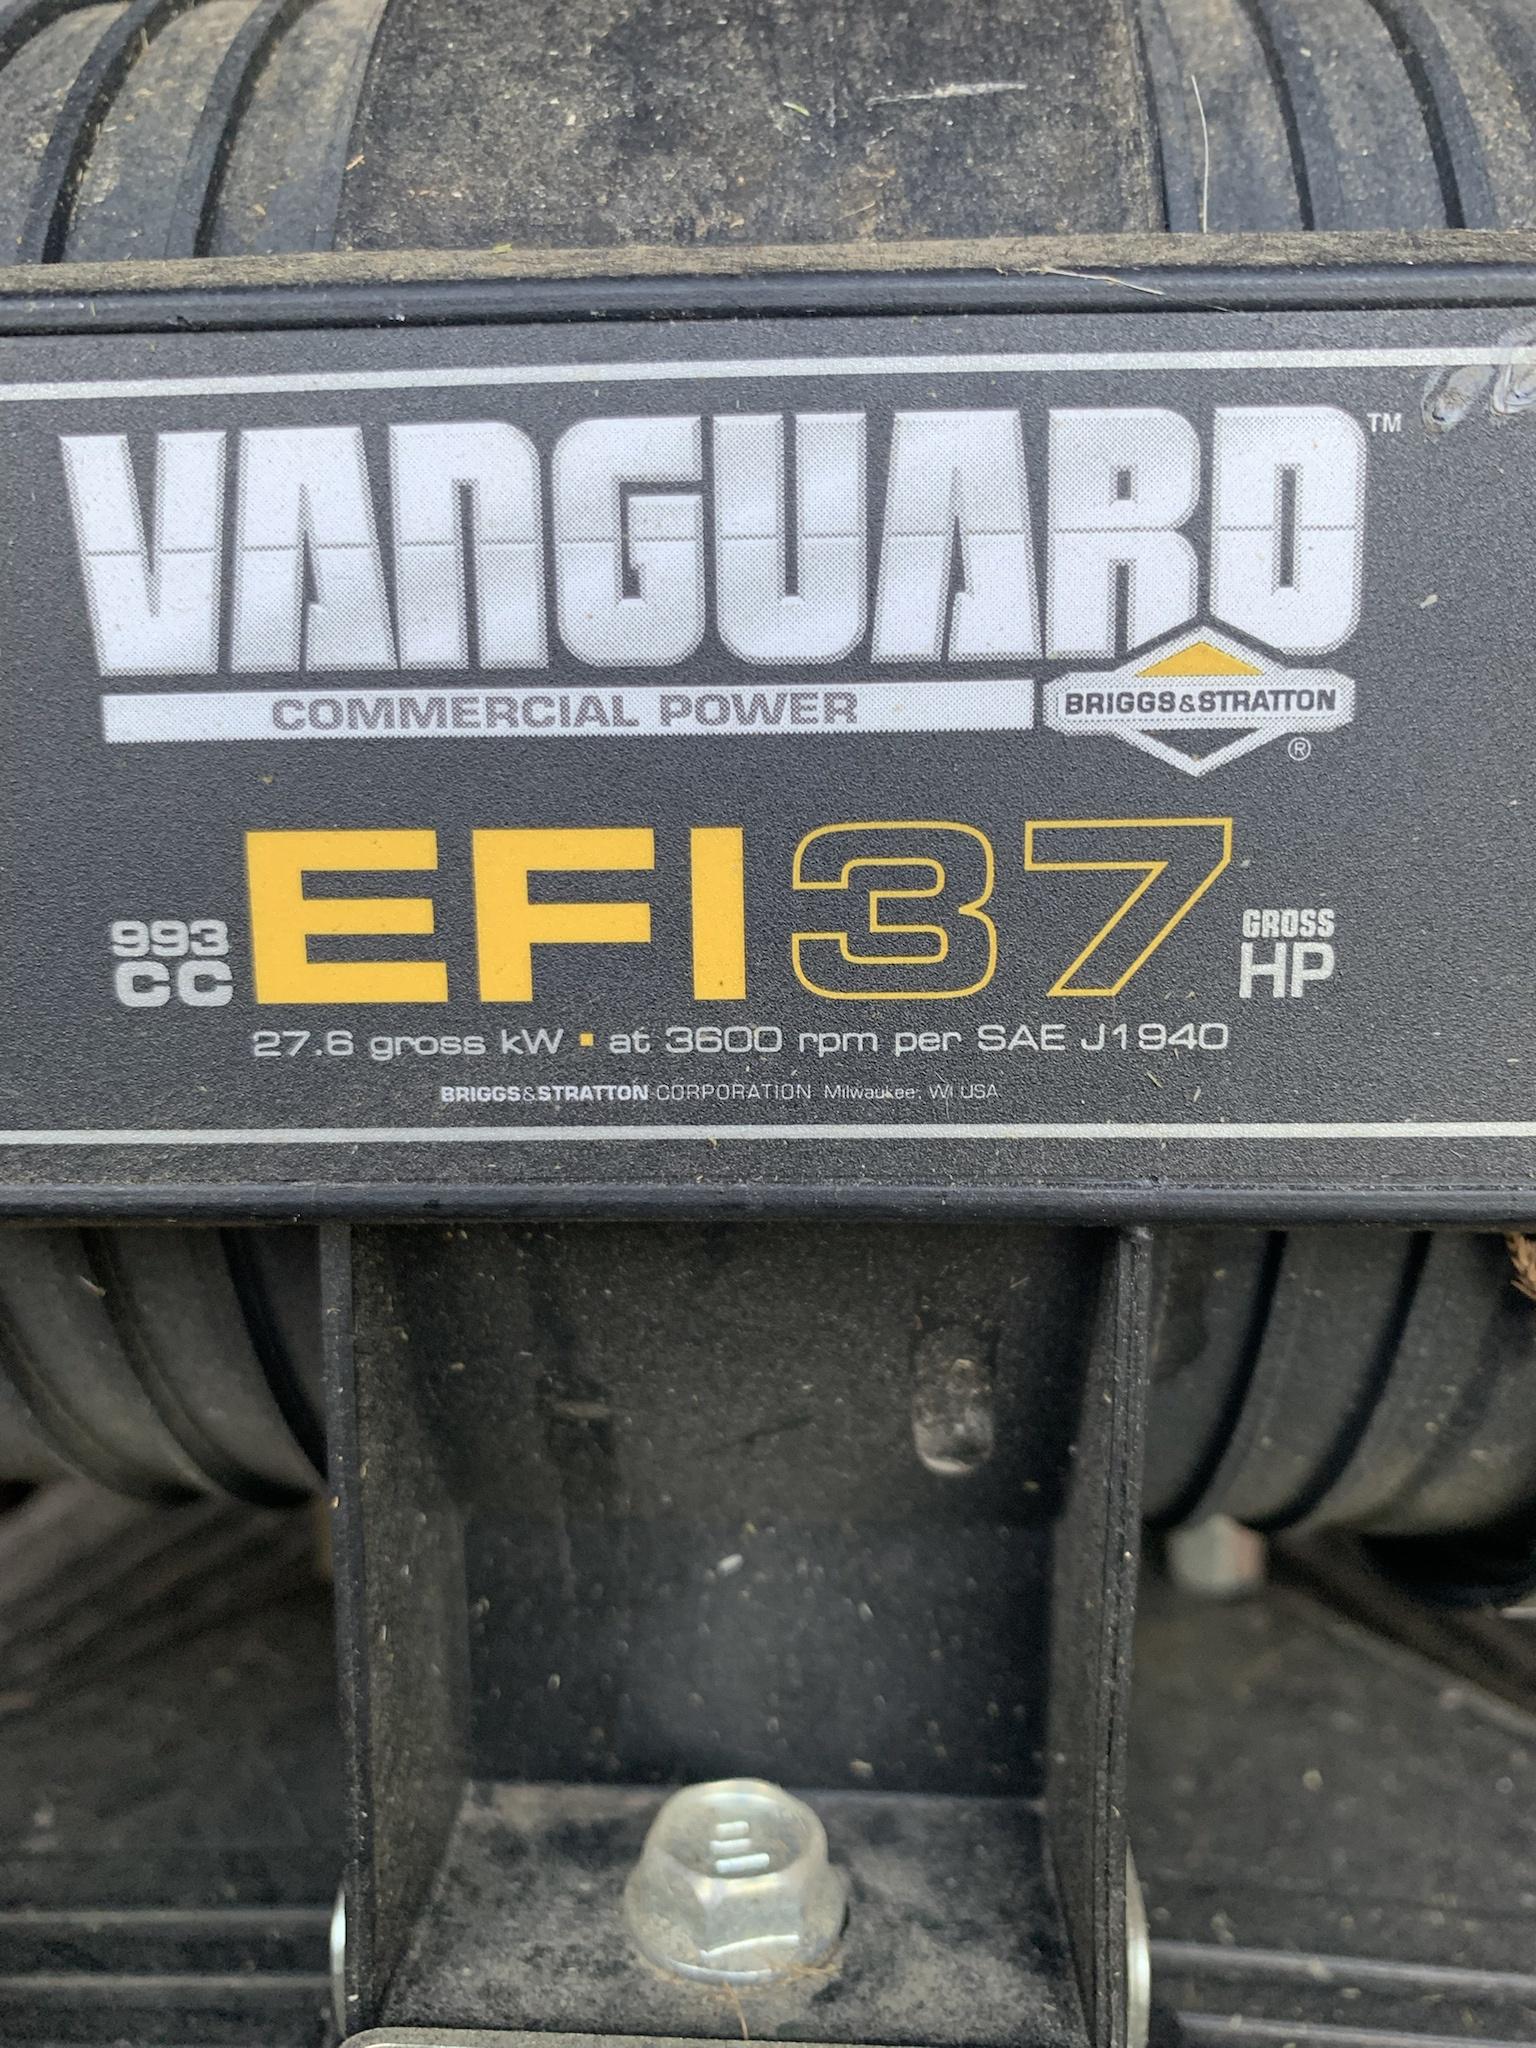 VANGUARD™
COMMERCIAL POWER
BRIGGS&STRATTON
®
993
CC
EFI 37
GROSS
HP
27.6 gross kW ▪ at 3600 rpm per SAE J1940
BRIGGS&STRATTON CORPORATION Milwaukee, WI USA